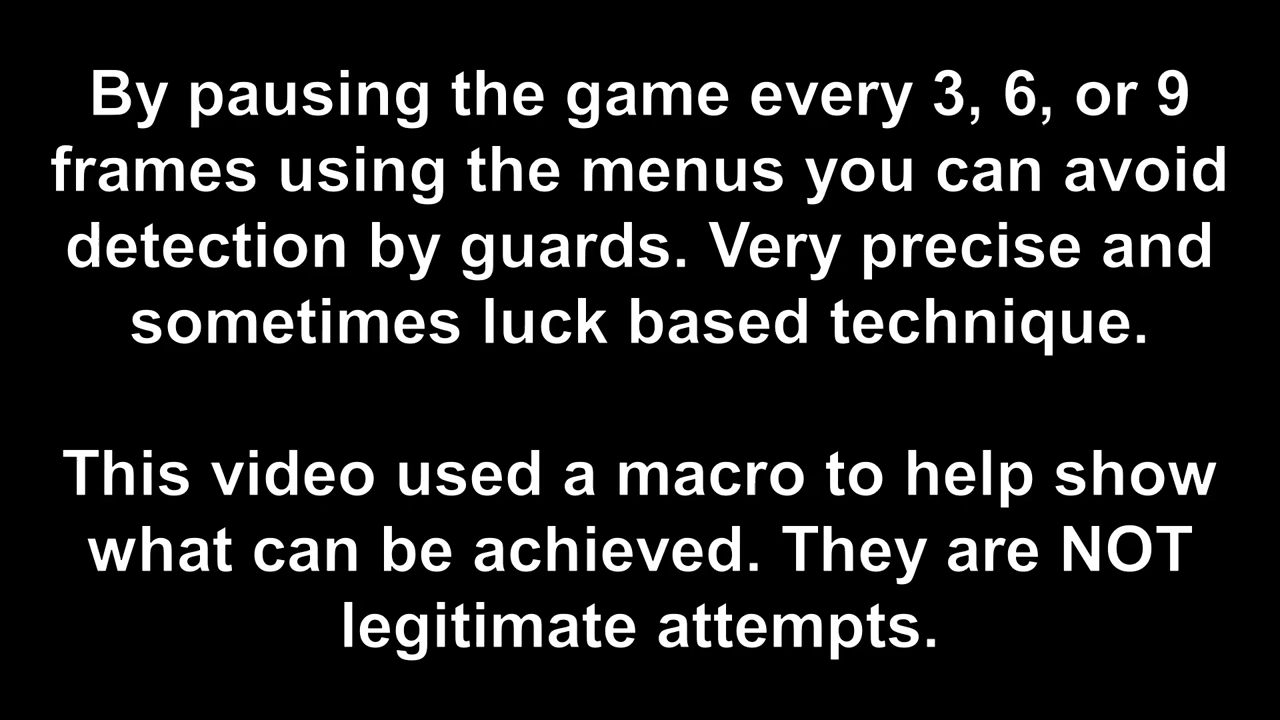 By pausing the game every 3, 6, or 9
frames using the menus you can avoid
detection by guards. Very precise and
sometimes luck based technique.
This video used a macro to help show
what can be achieved. They are NOT
legitimate attempts.